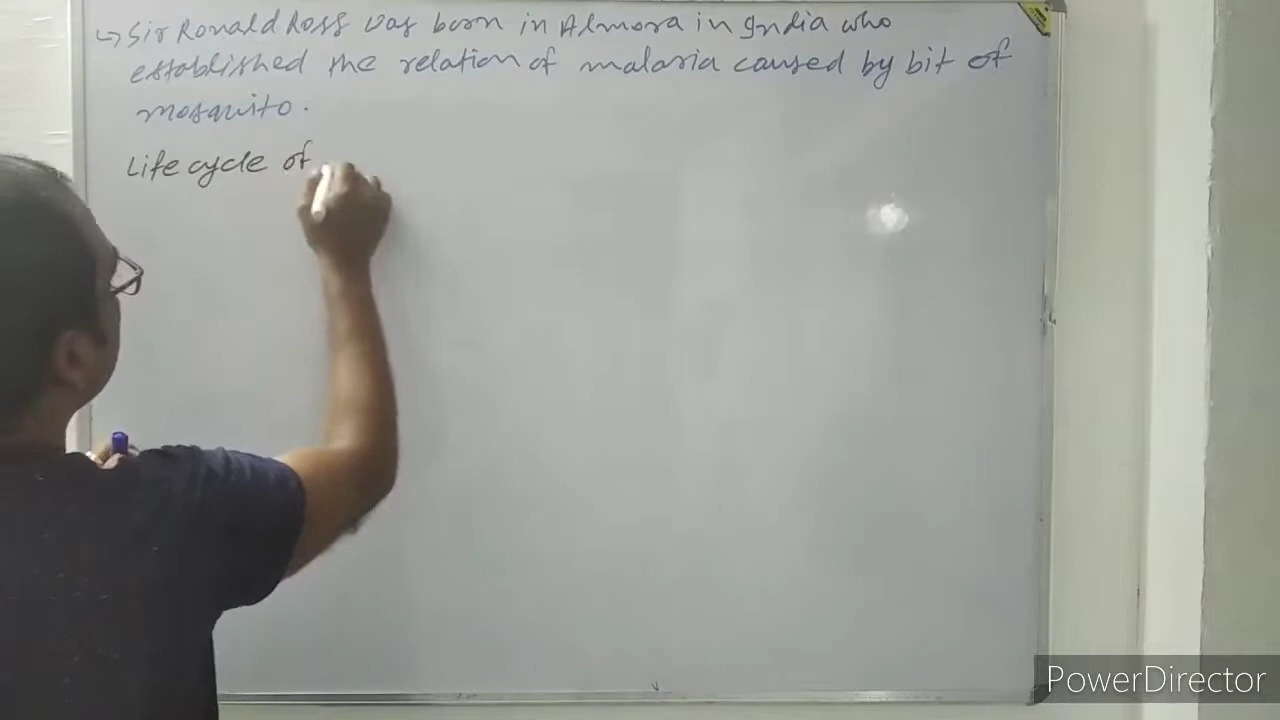 ↳ Sir Ronald Ross was born in Almora in India who
established the relation of malaria caused by bit of
mosquito.
Life cycle of
PowerDirector